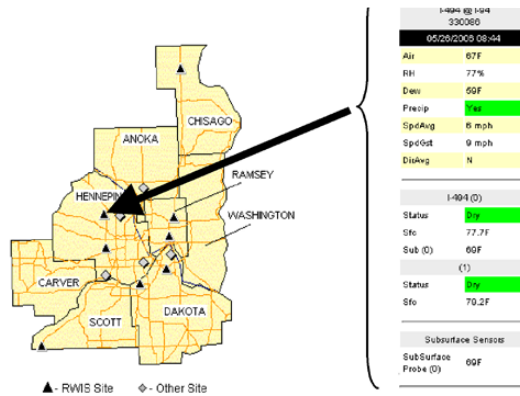 CHISAGO
ANOKA
HENNEPIN
RAMSEY
WASHINGTON
CARVER
SCOTT
DAKOTA
▲ - RWIS Site ◇ - Other Site
I-494 @ I-94
330086
05/26/2006 08:44
Air 67F
RH 77%
Dew 59F
Precip Yes
SpdAvg 6 mph
SpdGst 9 mph
DirAvg N
I-494 (0)
Status Dry
Sfc 77.7F
Sub (0) 69F
(1)
Status Dry
Sfc 79.2F
Subsurface Sensors
SubSurface
Probe (0) 69F